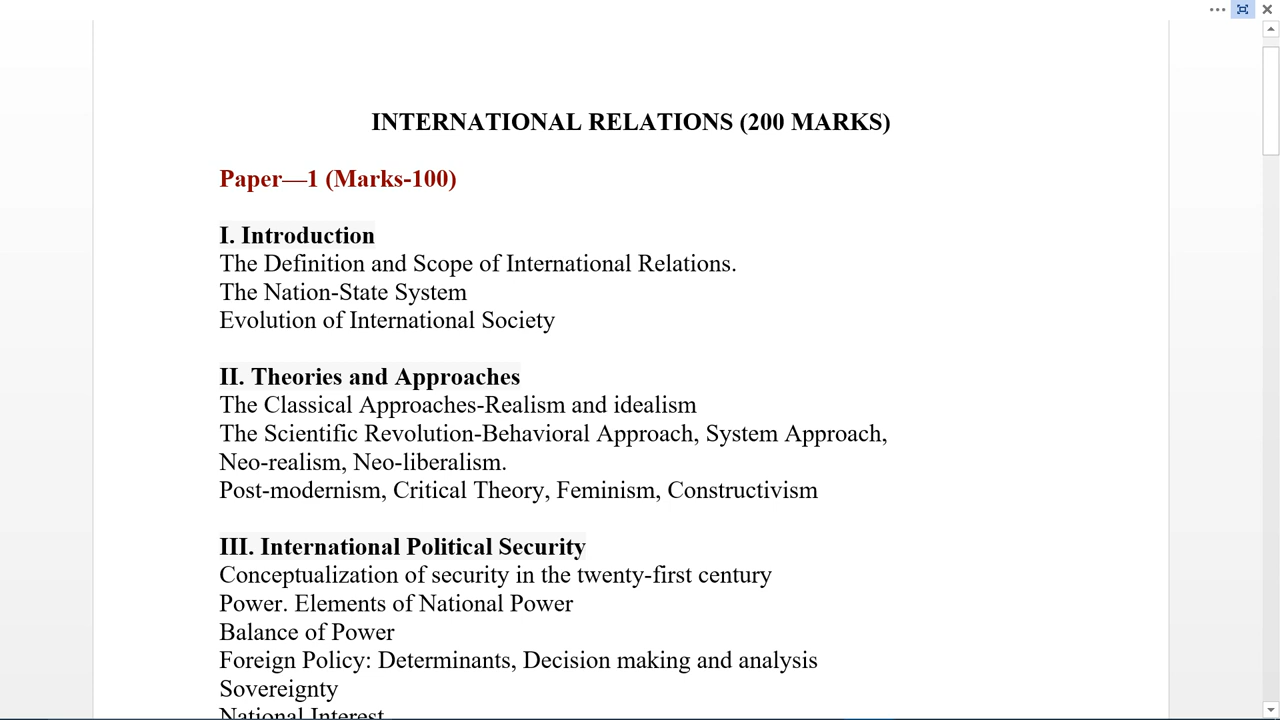 INTERNATIONAL RELATIONS (200 MARKS)
Paper—1 (Marks-100)
I. Introduction
The Definition and Scope of International Relations.
The Nation-State System
Evolution of International Society
II. Theories and Approaches
The Classical Approaches-Realism and idealism
The Scientific Revolution-Behavioral Approach, System Approach,
Neo-realism, Neo-liberalism.
Post-modernism, Critical Theory, Feminism, Constructivism
III. International Political Security
Conceptualization of security in the twenty-first century
Power. Elements of National Power
Balance of Power
Foreign Policy: Determinants, Decision making and analysis
Sovereignty
National Interest